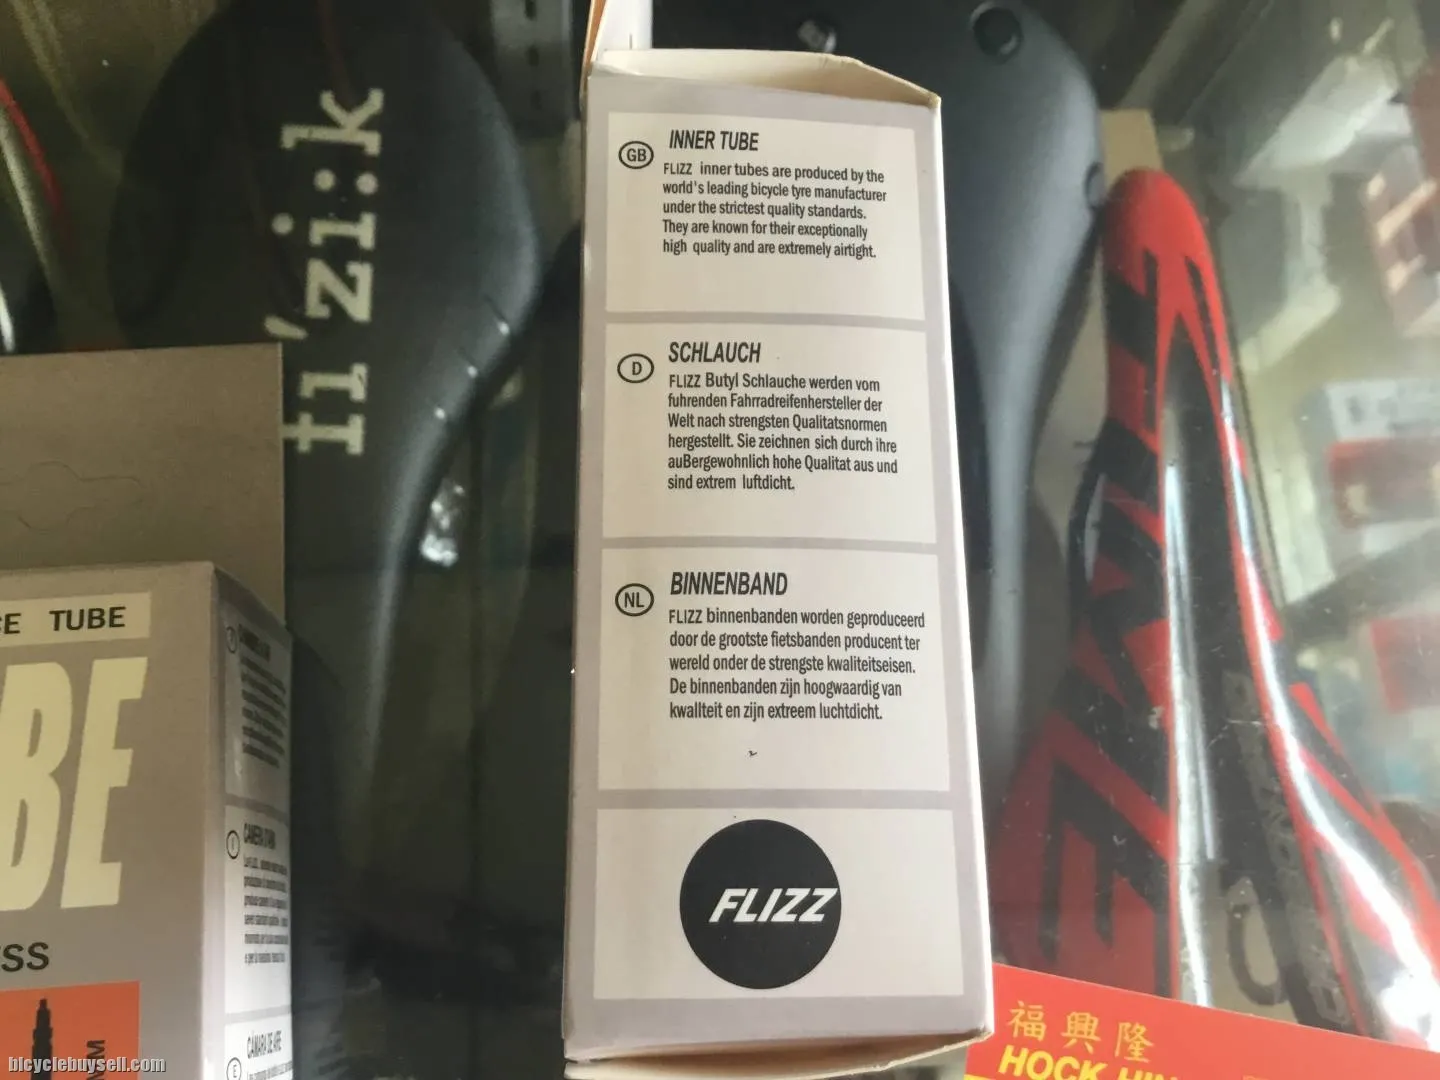 fi'zi:k
GB
INNER TUBE
FLIZZ inner tubes are produced by the
world's leading bicycle tyre manufacturer
under the strictest quality standards.
They are known for their exceptionally
high quality and are extremely airtight.
D
SCHLAUCH
FLIZZ Butyl Schlauche werden vom
fuhrenden Fahrradreifenhersteller der
Welt nach strengsten Qualitatsnormen
hergestellt. Sie zeichnen sich durch ihre
auBergewohnlich hohe Qualitat aus und
sind extrem luftdicht.
NL
BINNENBAND
FLIZZ binnenbanden worden geproduceerd
door de grootste fietsbanden producent ter
wereld onder de strengste kwaliteitseisen.
De binnenbanden zijn hoogwaardig van
kwallteit en zijn extreem luchtdicht.
FLIZZ
TUBE
BE
SS
CAMARA DE AIRE
E
福興隆
HOCK
bicyclebuysell.com